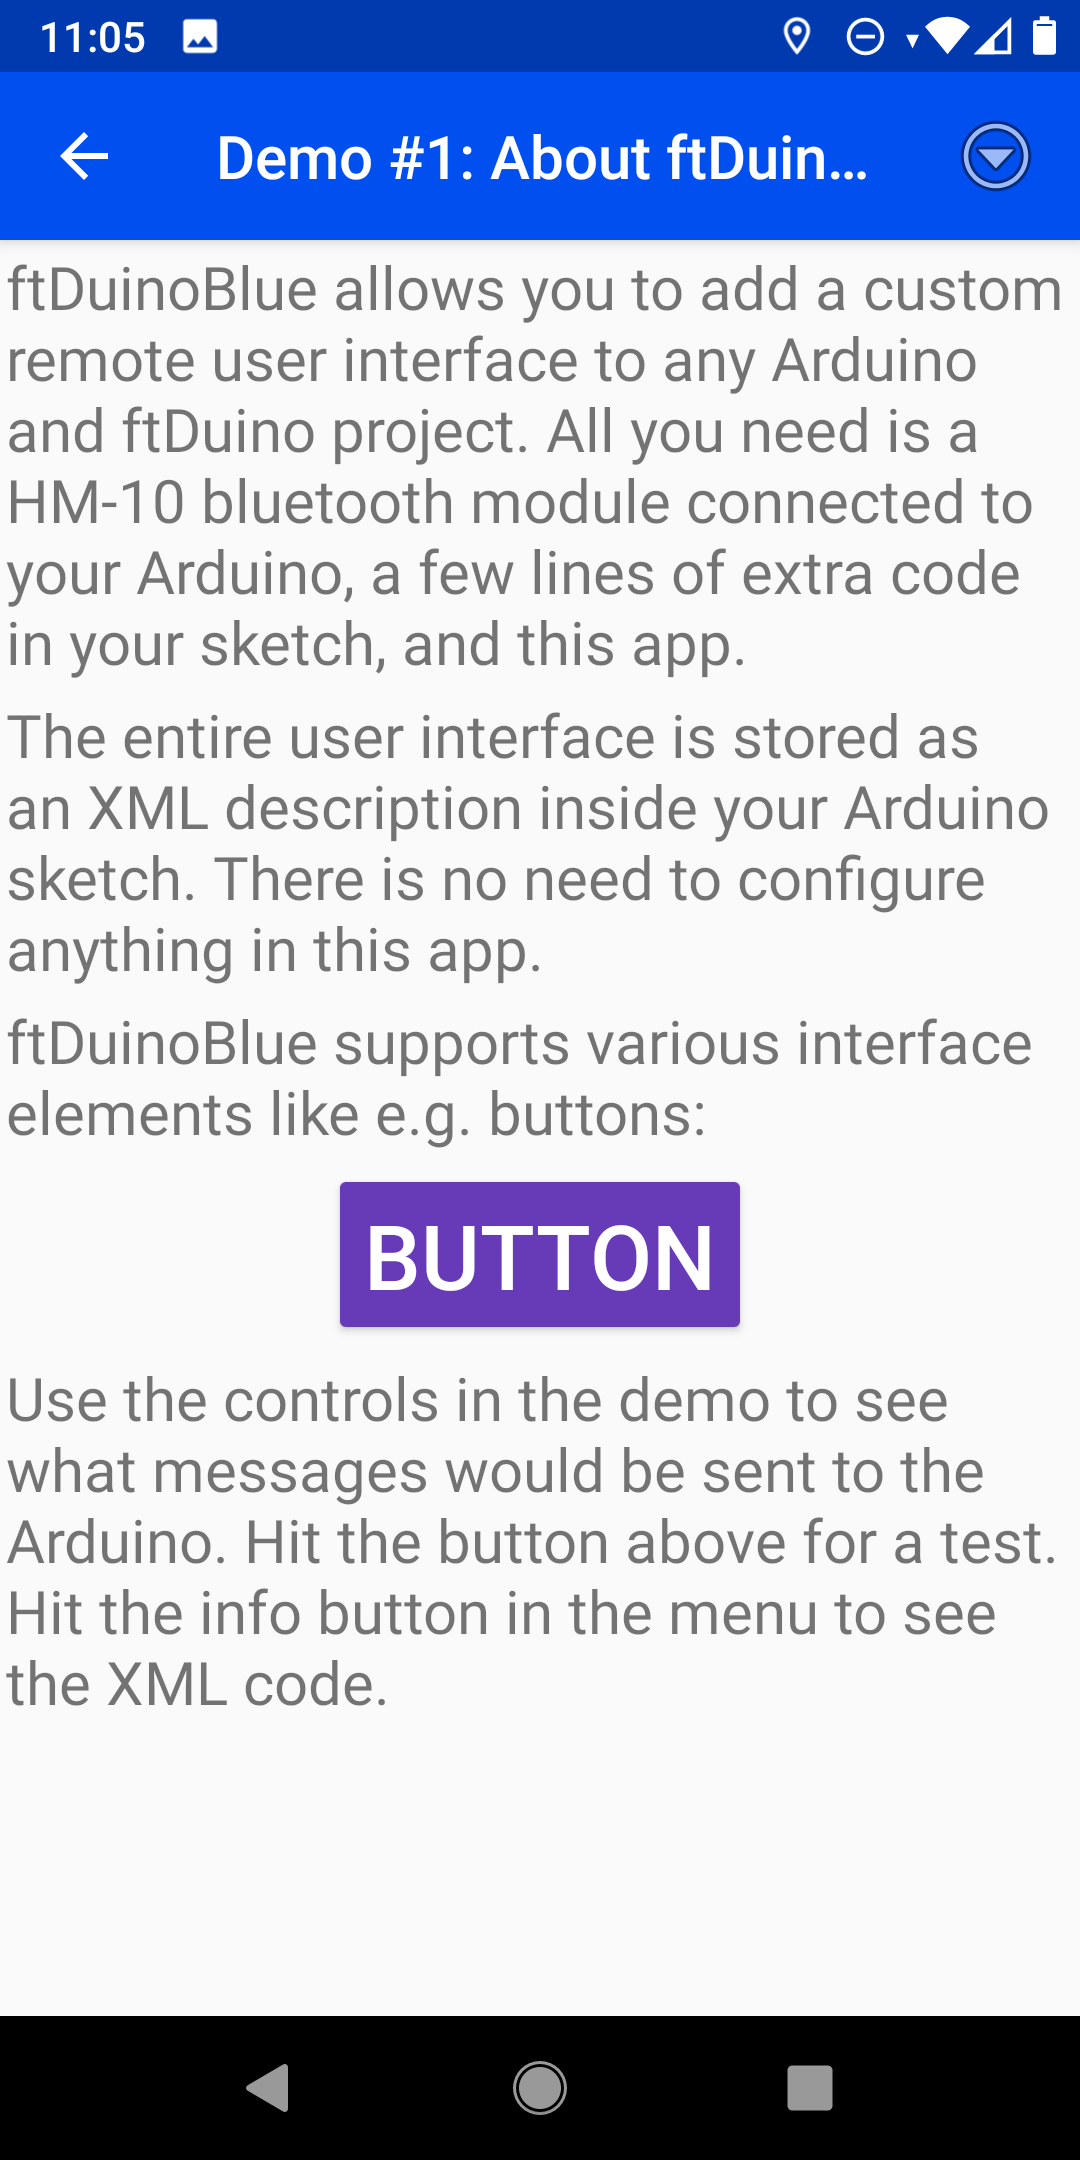 11:05
Demo #1: About ftDuin...
ftDuinoBlue allows you to add a custom
remote user interface to any Arduino
and ftDuino project. All you need is a
HM-10 bluetooth module connected to
your Arduino, a few lines of extra code
in your sketch, and this app.
The entire user interface is stored as
an XML description inside your Arduino
sketch. There is no need to configure
anything in this app.
ftDuinoBlue supports various interface
elements like e.g. buttons:
BUTTON
Use the controls in the demo to see
what messages would be sent to the
Arduino. Hit the button above for a test.
Hit the info button in the menu to see
the XML code.